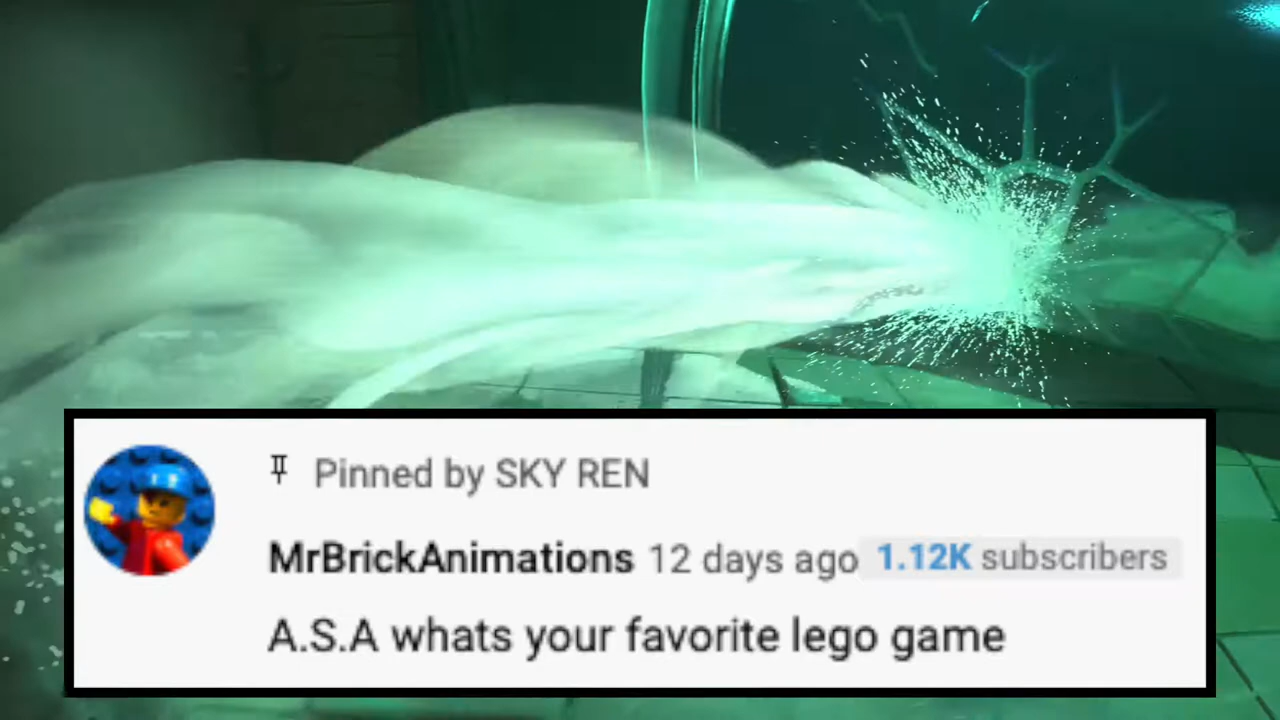 Pinned by SKY REN
MrBrickAnimations 12 days ago 1.12K subscribers
A.S.A whats your favorite lego game